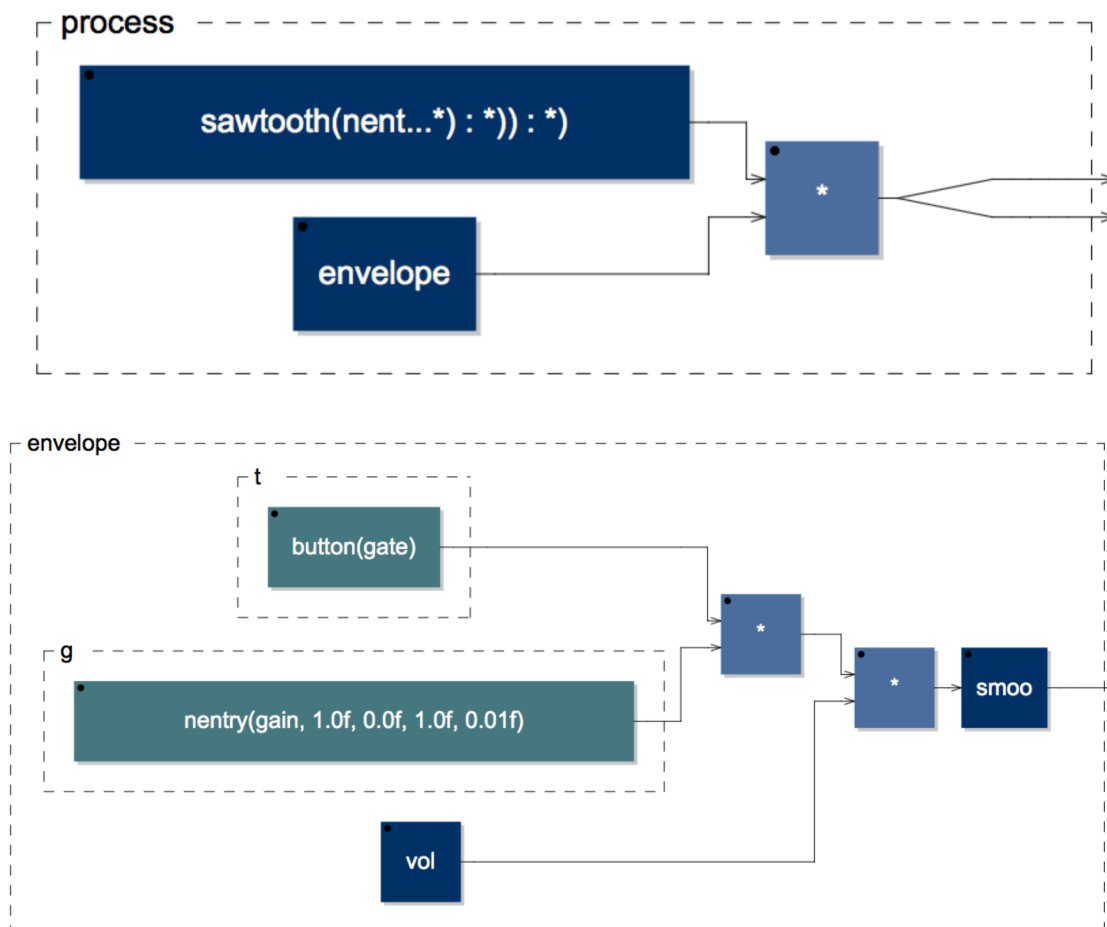 process
sawtooth(nent...*) : *)) : *)
*
envelope
envelope
t
button(gate)
*
g
*
smoo
nentry(gain, 1.0f, 0.0f, 1.0f, 0.01f)
vol